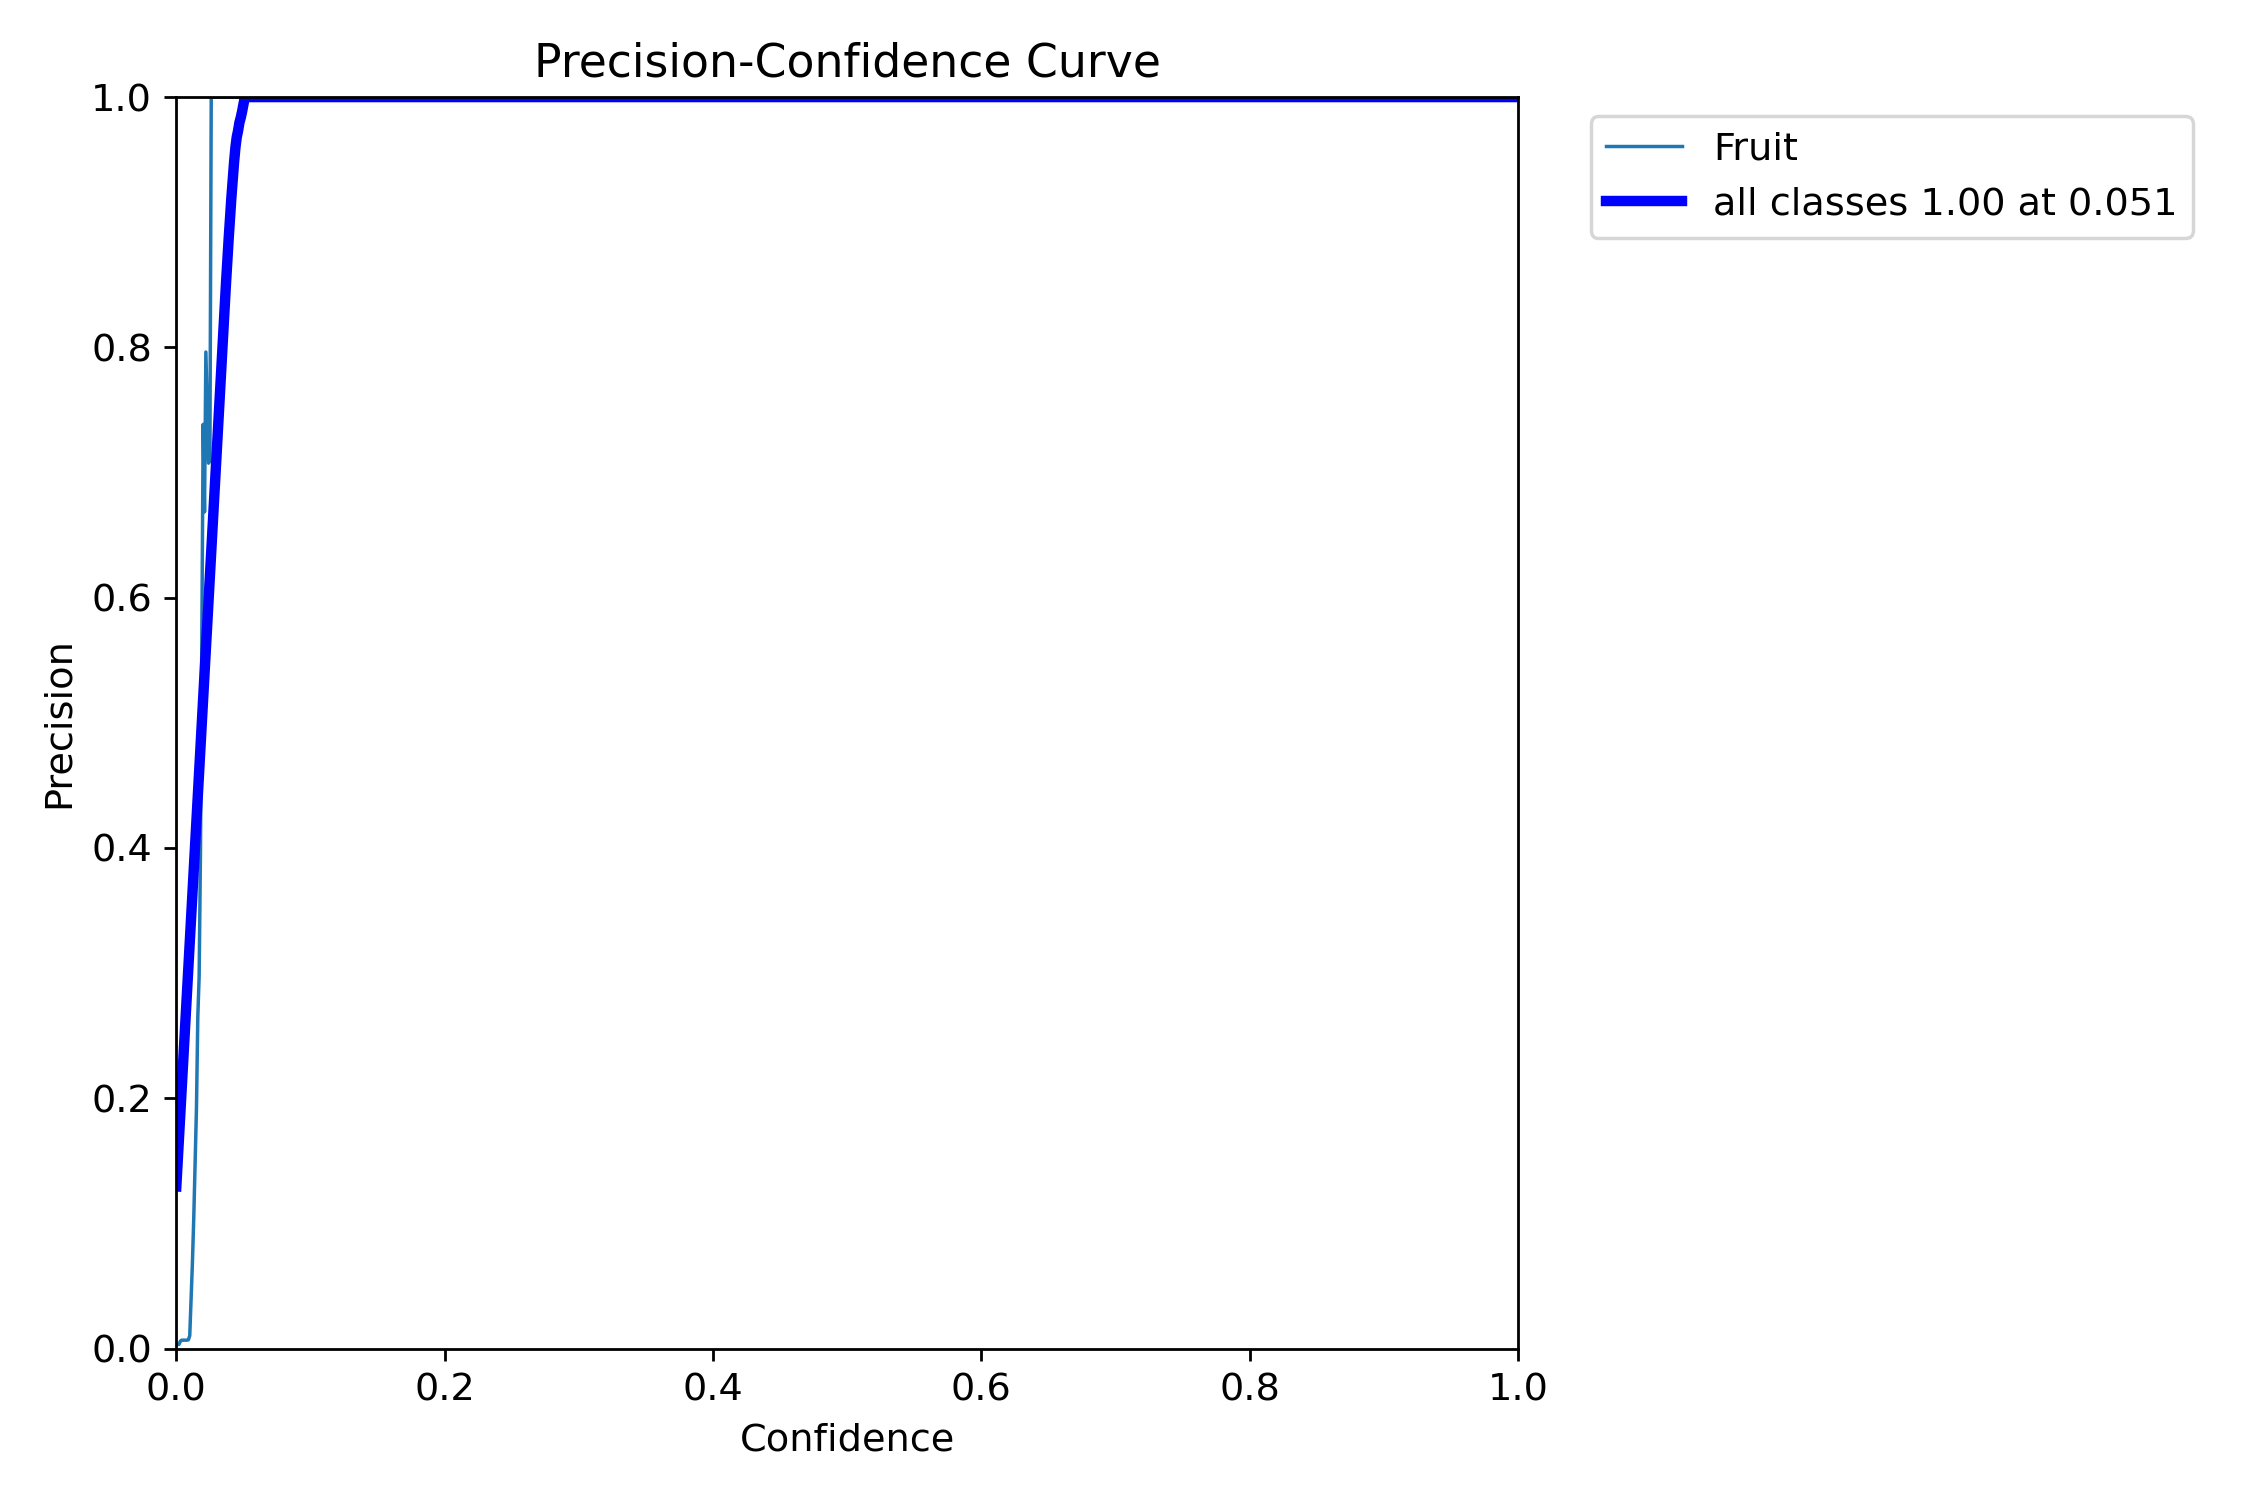 Precision-Confidence Curve
1.0
0.8
0.6
0.4
0.2
0.0
Precision
0.0 0.2 0.4 0.6 0.8 1.0
Confidence
Fruit
all classes 1.00 at 0.051